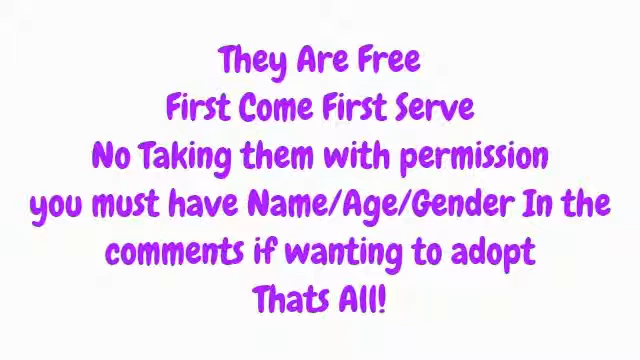 They Are Free
First Come First Serve
No Taking them with permission
you must have Name/Age/Gender In the
comments if wanting to adopt
Thats All!